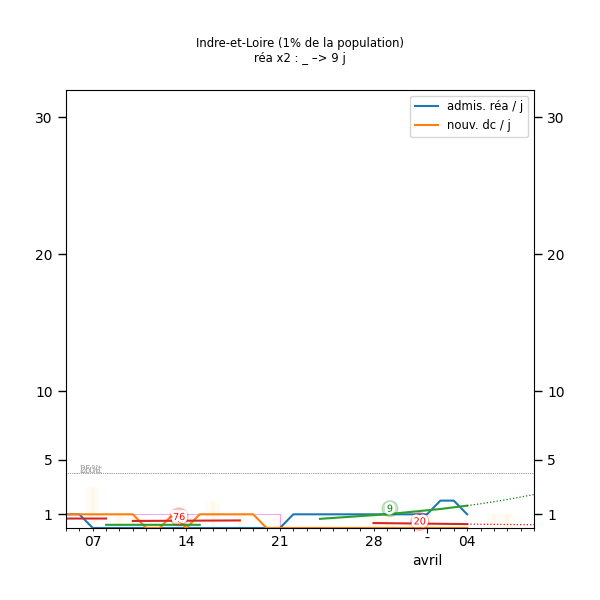 Indre-et-Loire (1% de la population)
réa x2 : _ –> 9 j
admis. réa / j
nouv. dc / j
30 30
20 20
10 10
5 5
1 1
76
9
20
07 14 21 28 - 04
avril